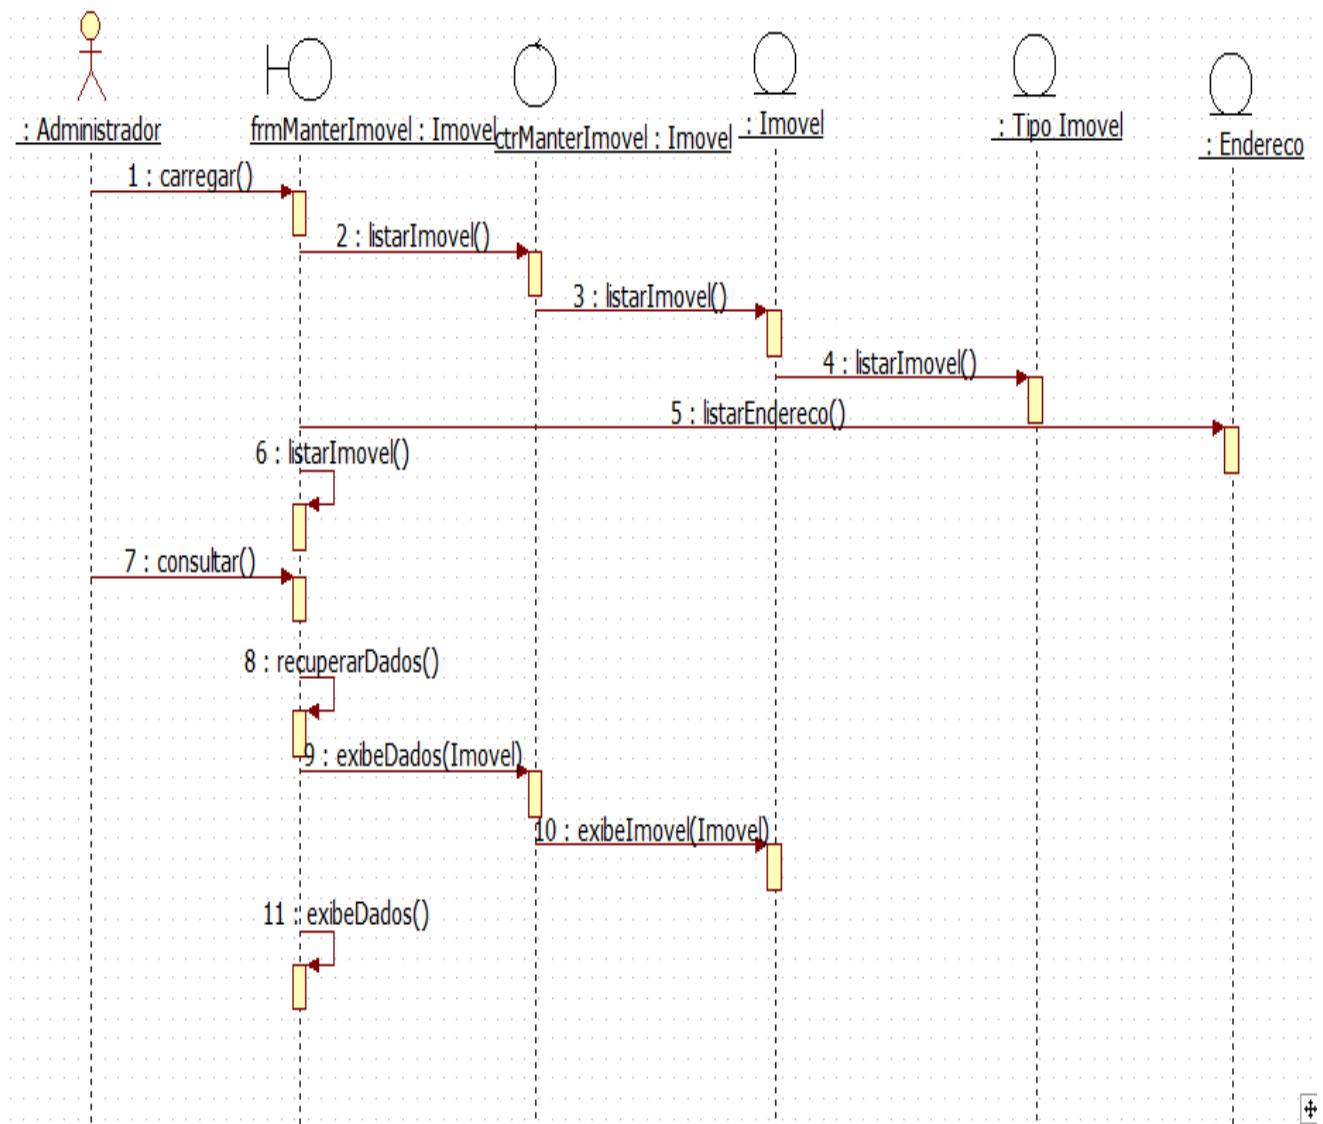 : Administrador
frmManterImovel : Imovel
ctrManterImovel : Imovel
: Imovel
: Tipo Imovel
: Endereco
1 : carregar()
2 : listarImovel()
3 : listarImovel()
4 : listarImovel()
5 : listarEndereco()
6 : listarImovel()
7 : consultar()
8 : recuperarDados()
9 : exibeDados(Imovel)
10 : exibeImovel(Imovel)
11 : exibeDados()